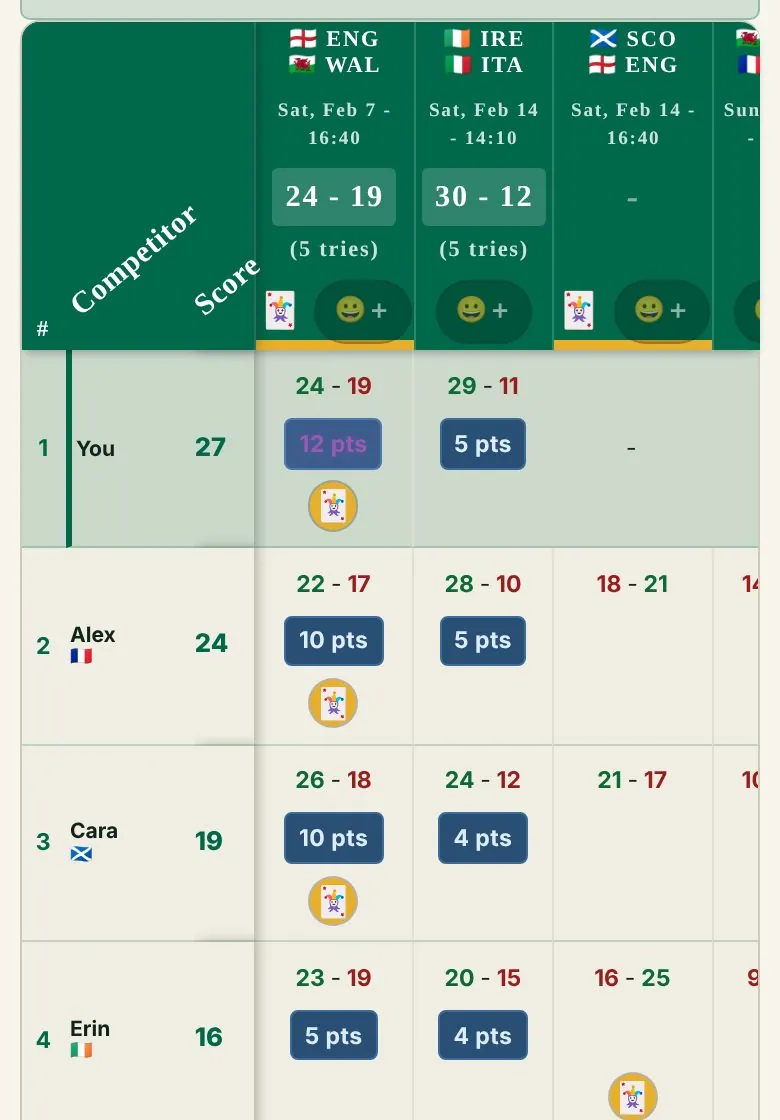 ENG
WAL
Sat, Feb 7 -
16:40
24 - 19
(5 tries)
+
IRE
ITA
Sat, Feb 14
- 14:10
30 - 12
(5 tries)
+
SCO
ENG
Sat, Feb 14 -
16:40
-
+
Sun
-
#
Competitor
Score
1
You
27
24 - 19
12 pts
29 - 11
5 pts
-
2
Alex
24
22 - 17
10 pts
28 - 10
5 pts
18 - 21
3
Cara
19
26 - 18
10 pts
24 - 12
4 pts
21 - 17
4
Erin
16
23 - 19
5 pts
20 - 15
4 pts
16 - 25